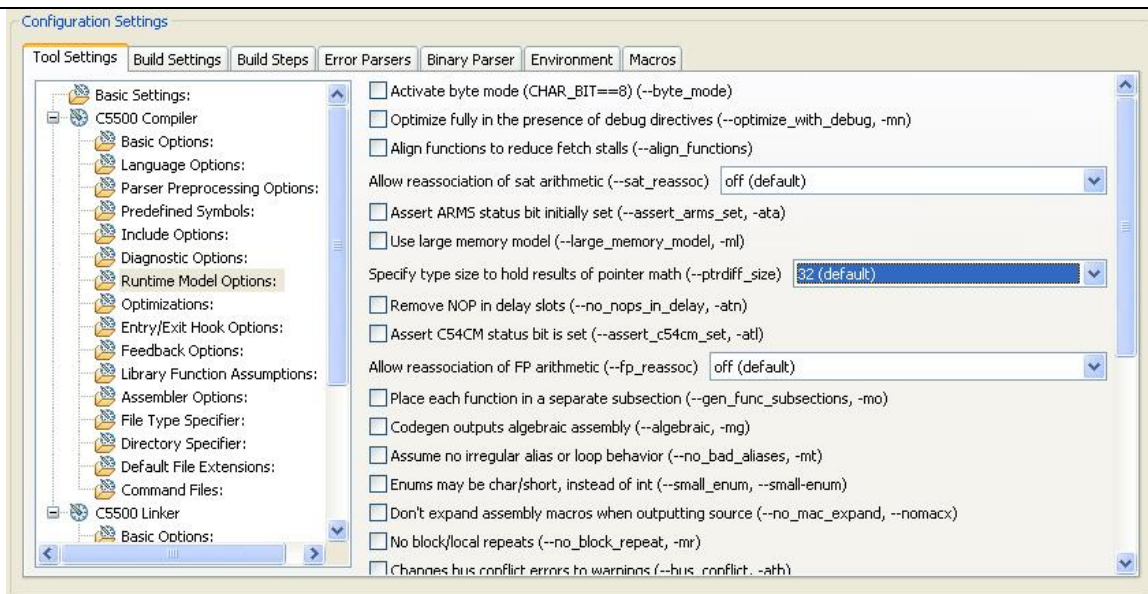 Configuration Settings
Tool Settings Build Settings Build Steps Error Parsers Binary Parser Environment Macros
Basic Settings:
C5500 Compiler
Basic Options:
Language Options:
Parser Preprocessing Options:
Predefined Symbols:
Include Options:
Diagnostic Options:
Runtime Model Options:
Optimizations:
Entry/Exit Hook Options:
Feedback Options:
Library Function Assumptions:
Assembler Options:
File Type Specifier:
Directory Specifier:
Default File Extensions:
Command Files:
C5500 Linker
Basic Options:
Activate byte mode (CHAR_BIT==8) (--byte_mode)
Optimize fully in the presence of debug directives (--optimize_with_debug, -mn)
Align functions to reduce fetch stalls (--align_functions)
Allow reassociation of sat arithmetic (--sat_reassoc) off (default)
Assert ARMS status bit initially set (--assert_arms_set, -ata)
Use large memory model (--large_memory_model, -ml)
Specify type size to hold results of pointer math (--ptrdiff_size) 32 (default)
Remove NOP in delay slots (--no_nops_in_delay, -atn)
Assert C54CM status bit is set (--assert_c54cm_set, -atl)
Allow reassociation of FP arithmetic (--fp_reassoc) off (default)
Place each function in a separate subsection (--gen_func_subsections, -mo)
Codegen outputs algebraic assembly (--algebraic, -mg)
Assume no irregular alias or loop behavior (--no_bad_aliases, -mt)
Enums may be char/short, instead of int (--small_enum, --small-enum)
Don't expand assembly macros when outputting source (--no_mac_expand, --nomacx)
No block/local repeats (--no_block_repeat, -mr)
Changes bus conflict errors to warnings (--bus_conflict, -atb)